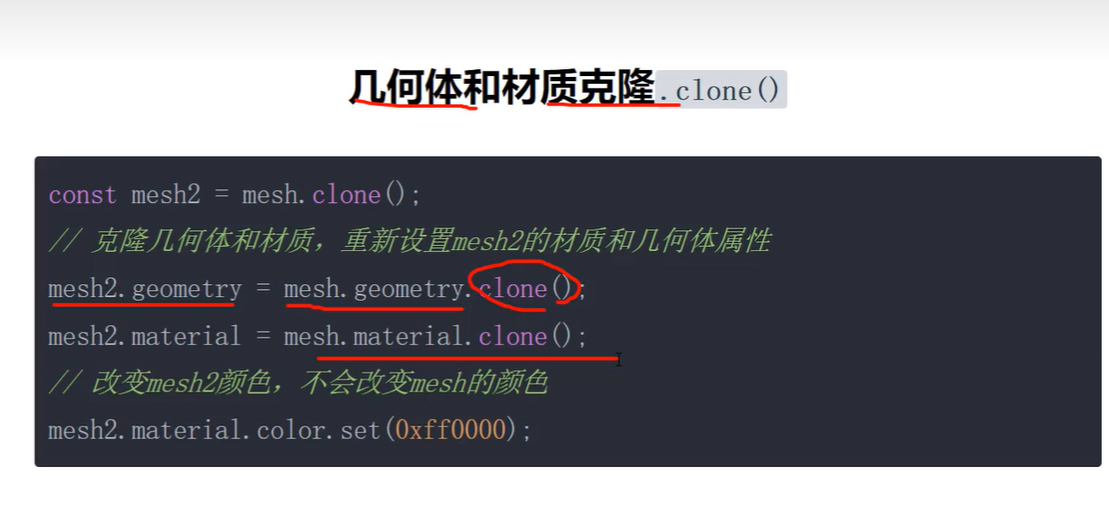 几何体和材质克隆.clone()
const mesh2 = mesh.clone();
// 克隆几何体和材质，重新设置mesh2的材质和几何体属性
mesh2.geometry = mesh.geometry.clone();
mesh2.material = mesh.material.clone();
// 改变mesh2颜色，不会改变mesh的颜色
mesh2.material.color.set(0xff0000);